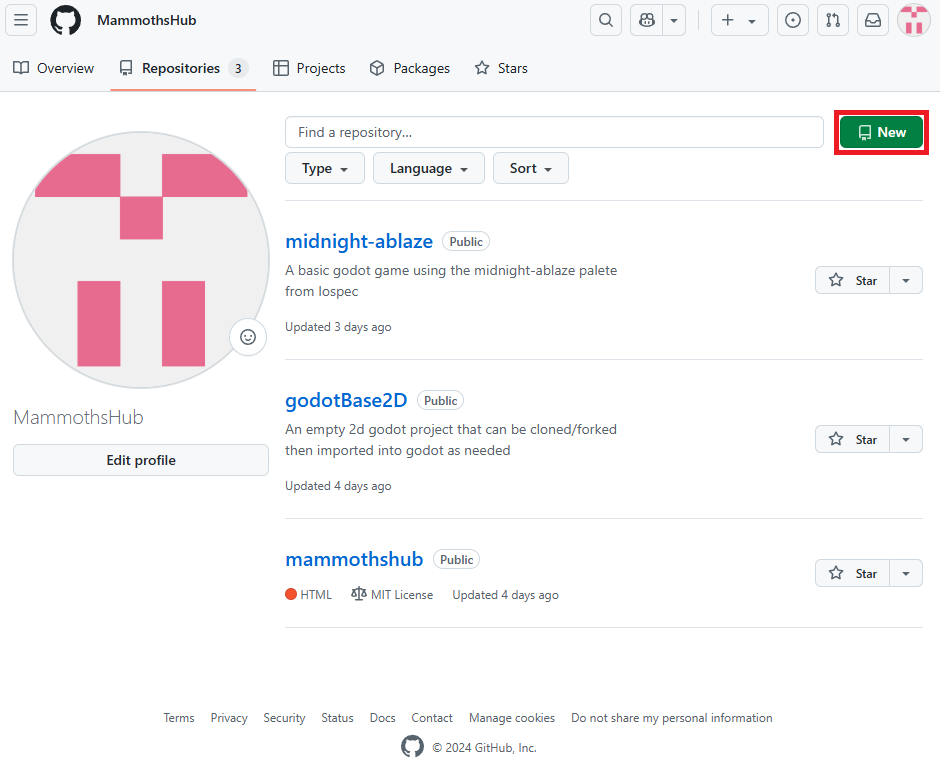 MammothsHub
Overview Repositories 3 Projects Packages Stars
Find a repository...
New
Type Language Sort
midnight-ablaze Public
A basic godot game using the midnight-ablaze palete
from lospec
Star
Updated 3 days ago
godotBase2D Public
An empty 2d godot project that can be cloned/forked
then imported into godot as needed
Star
Updated 4 days ago
MammothsHub
Edit profile
mammothshub Public
Star
HTML MIT License Updated 4 days ago
Terms Privacy Security Status Docs Contact Manage cookies Do not share my personal information
© 2024 GitHub, Inc.